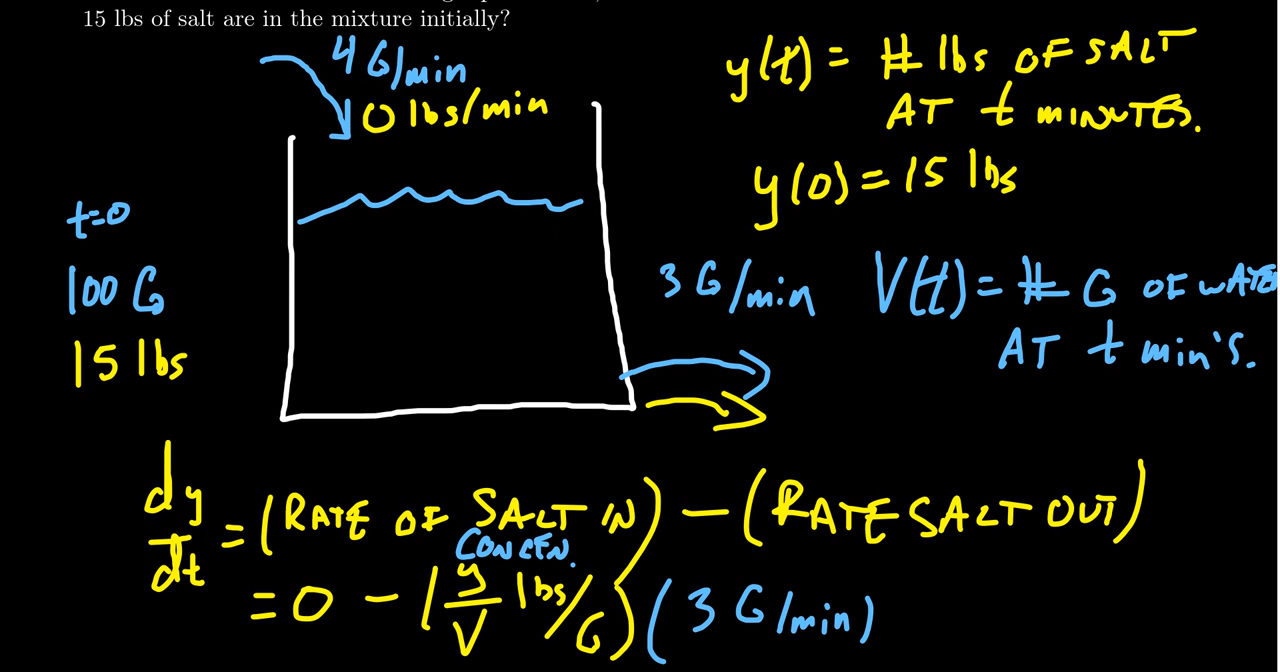 15 lbs of salt are in the mixture initially?
4 G/min
0 lbs/min
y(t) = # lbs OF SALT
AT t MINUTES.
y(0) = 15 lbs
t=0
100 G
15 lbs
3 G/min
V(t) = # G OF WATER
AT t min's.
dy/dt = (RATE OF SALT IN) - (RATE SALT OUT)
CONCEN.
= 0 - (y/V lbs/G) (3 G/min)